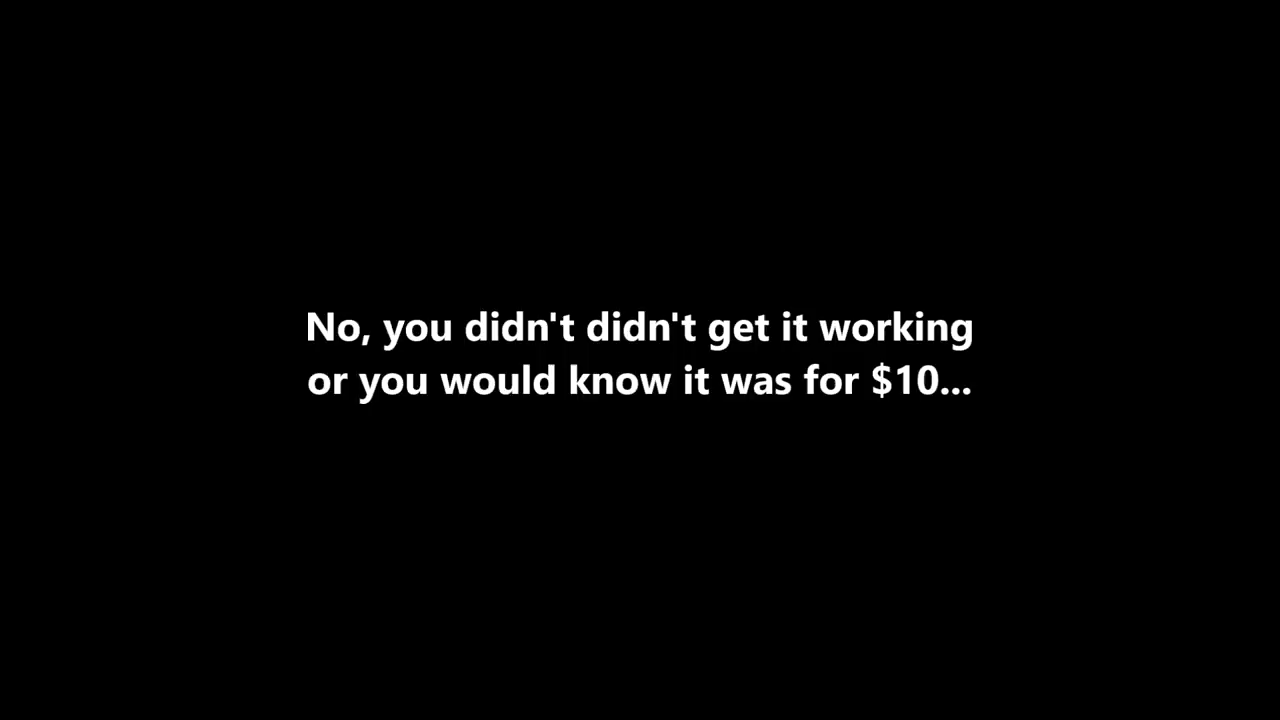 No, you didn't didn't get it working
or you would know it was for $10...